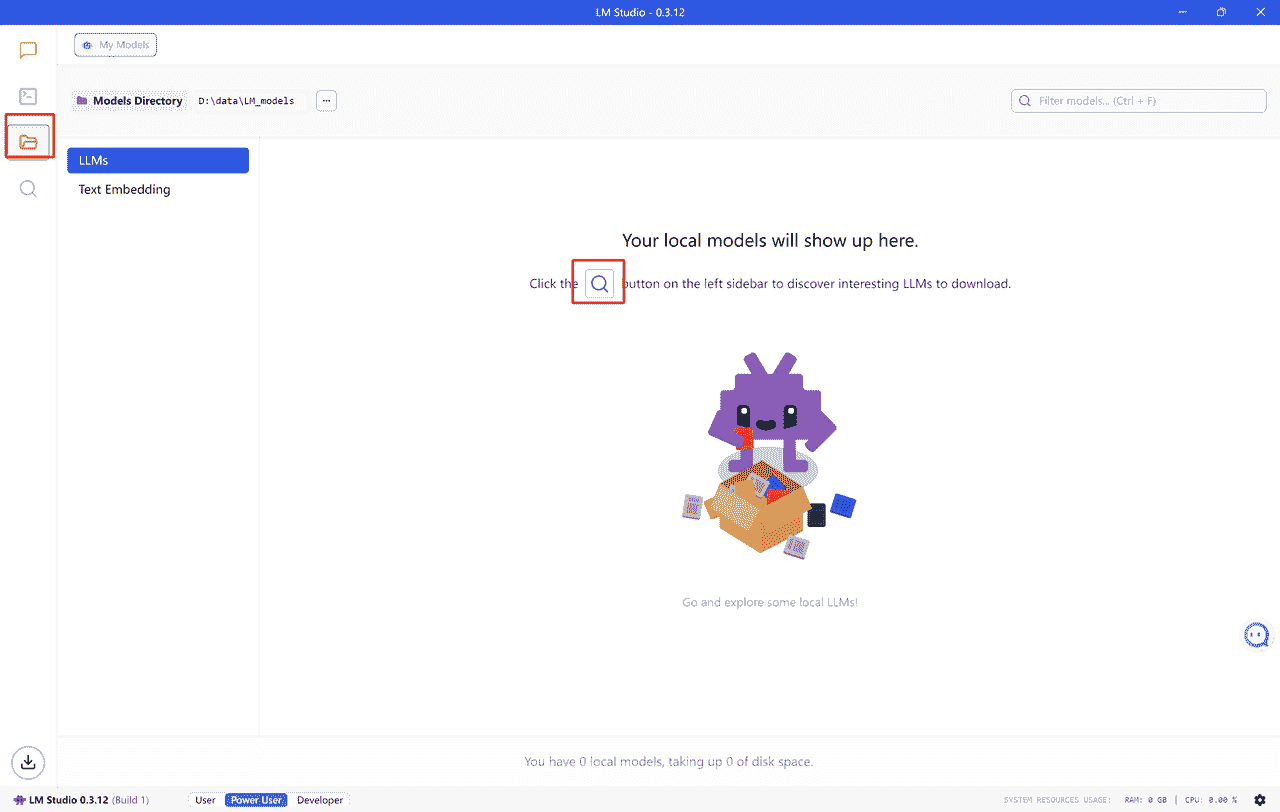 LM Studio - 0.3.12
My Models
Models Directory D:\data\LM_models ...
Filter models... (Ctrl + F)
LLMs
Text Embedding
Your local models will show up here.
Click the button on the left sidebar to discover interesting LLMs to download.
Go and explore some local LLMs!
You have 0 local models, taking up 0 of disk space.
LM Studio 0.3.12 (Build 1) User Power User Developer
SYSTEM RESOURCES USAGE: RAM: 0 GB | CPU: 0.00 %